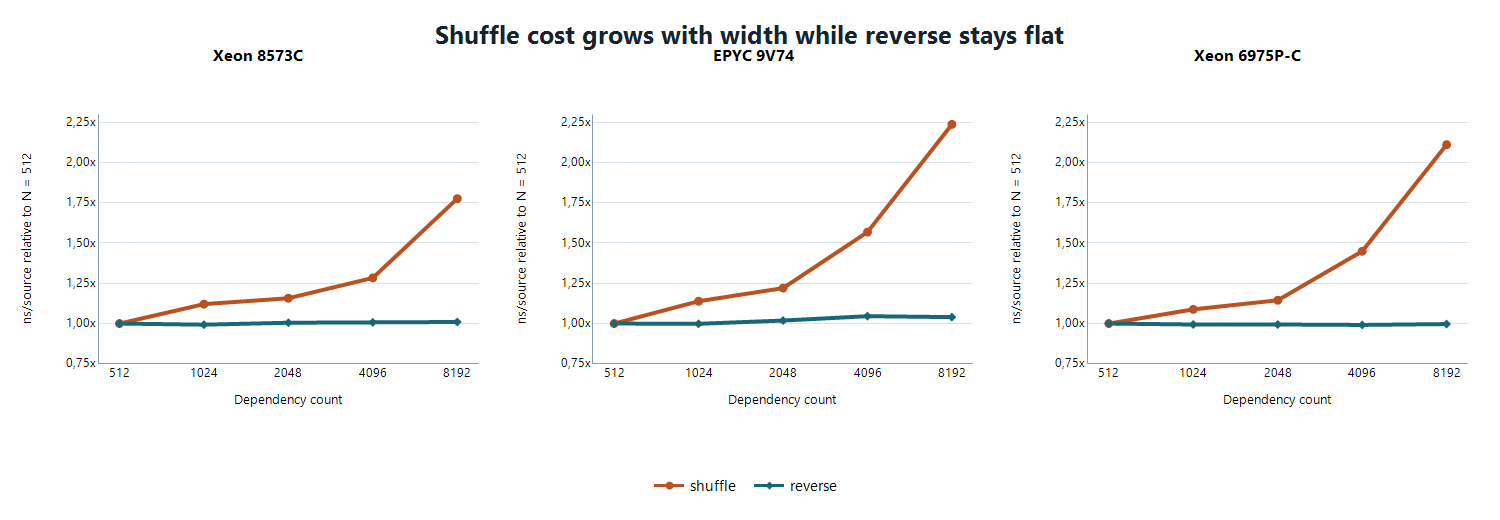 Shuffle cost grows with width while reverse stays flat
Xeon 8573C
EPYC 9V74
Xeon 6975P-C
ns/source relative to N = 512
2,25x
2,00x
1,75x
1,50x
1,25x
1,00x
0,75x
512 1024 2048 4096 8192
Dependency count
ns/source relative to N = 512
2,25x
2,00x
1,75x
1,50x
1,25x
1,00x
0,75x
512 1024 2048 4096 8192
Dependency count
ns/source relative to N = 512
2,25x
2,00x
1,75x
1,50x
1,25x
1,00x
0,75x
512 1024 2048 4096 8192
Dependency count
shuffle reverse